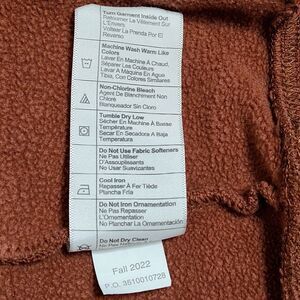 Turn Garment Inside Out
Retourner Le Vêtement Sur
L'Envers
Voltear La Prenda Por El
Reverso
Machine Wash Warm Like
Colors
Laver En Machine À Chaud,
Séparer Les Couleurs
Lavar A Máquina En Agua
Tibia, Con Colores Similares
Non-Chlorine Bleach
Agent De Blanchiment Non
Chloré
Blanqueador Sin Cloro
Tumble Dry Low
Sécher En Machine À Basse
Température
Secar En Secadora A Baja
Temperatura
Do Not Use Fabric Softeners
Ne Pas Utiliser
D'Assouplissants
No Usar Suavizantes
Cool Iron
Repasser À Fer Tiède
Plancha Fría
Do Not Iron Ornamentation
Ne Pas Repasser
L'Ornementation
No Planchar La Ornamentación
Do Not Dry Clean
Fall 2022
P.O. 3510010728